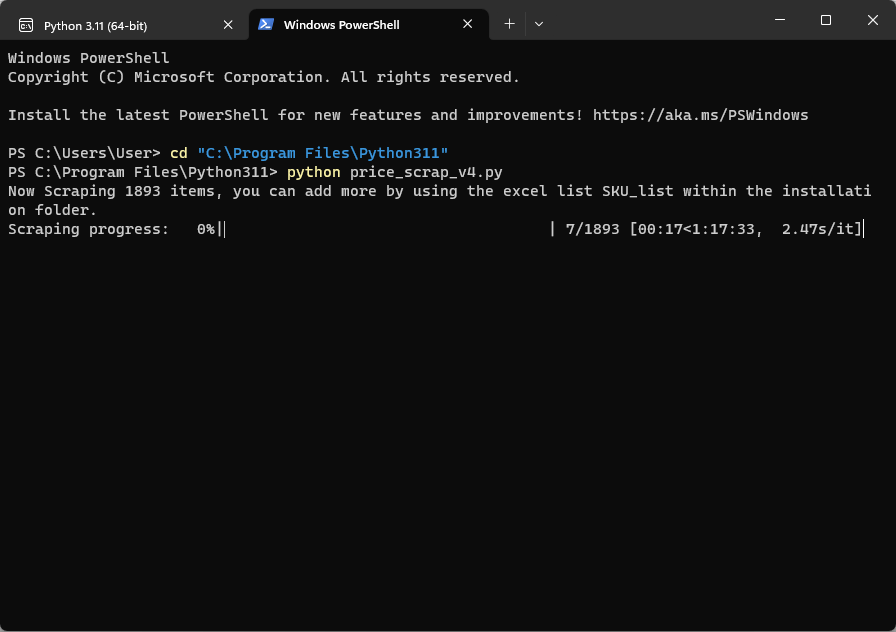 Python 3.11 (64-bit)
Windows PowerShell
Windows PowerShell
Copyright (C) Microsoft Corporation. All rights reserved.
Install the latest PowerShell for new features and improvements! https://aka.ms/PSWindows
PS C:\Users\User> cd "C:\Program Files\Python311"
PS C:\Program Files\Python311> python price_scrap_v4.py
Now Scraping 1893 items, you can add more by using the excel list SKU_list within the installati
on folder.
Scraping progress:   0%||                                    | 7/1893 [00:17<1:17:33,  2.47s/it]